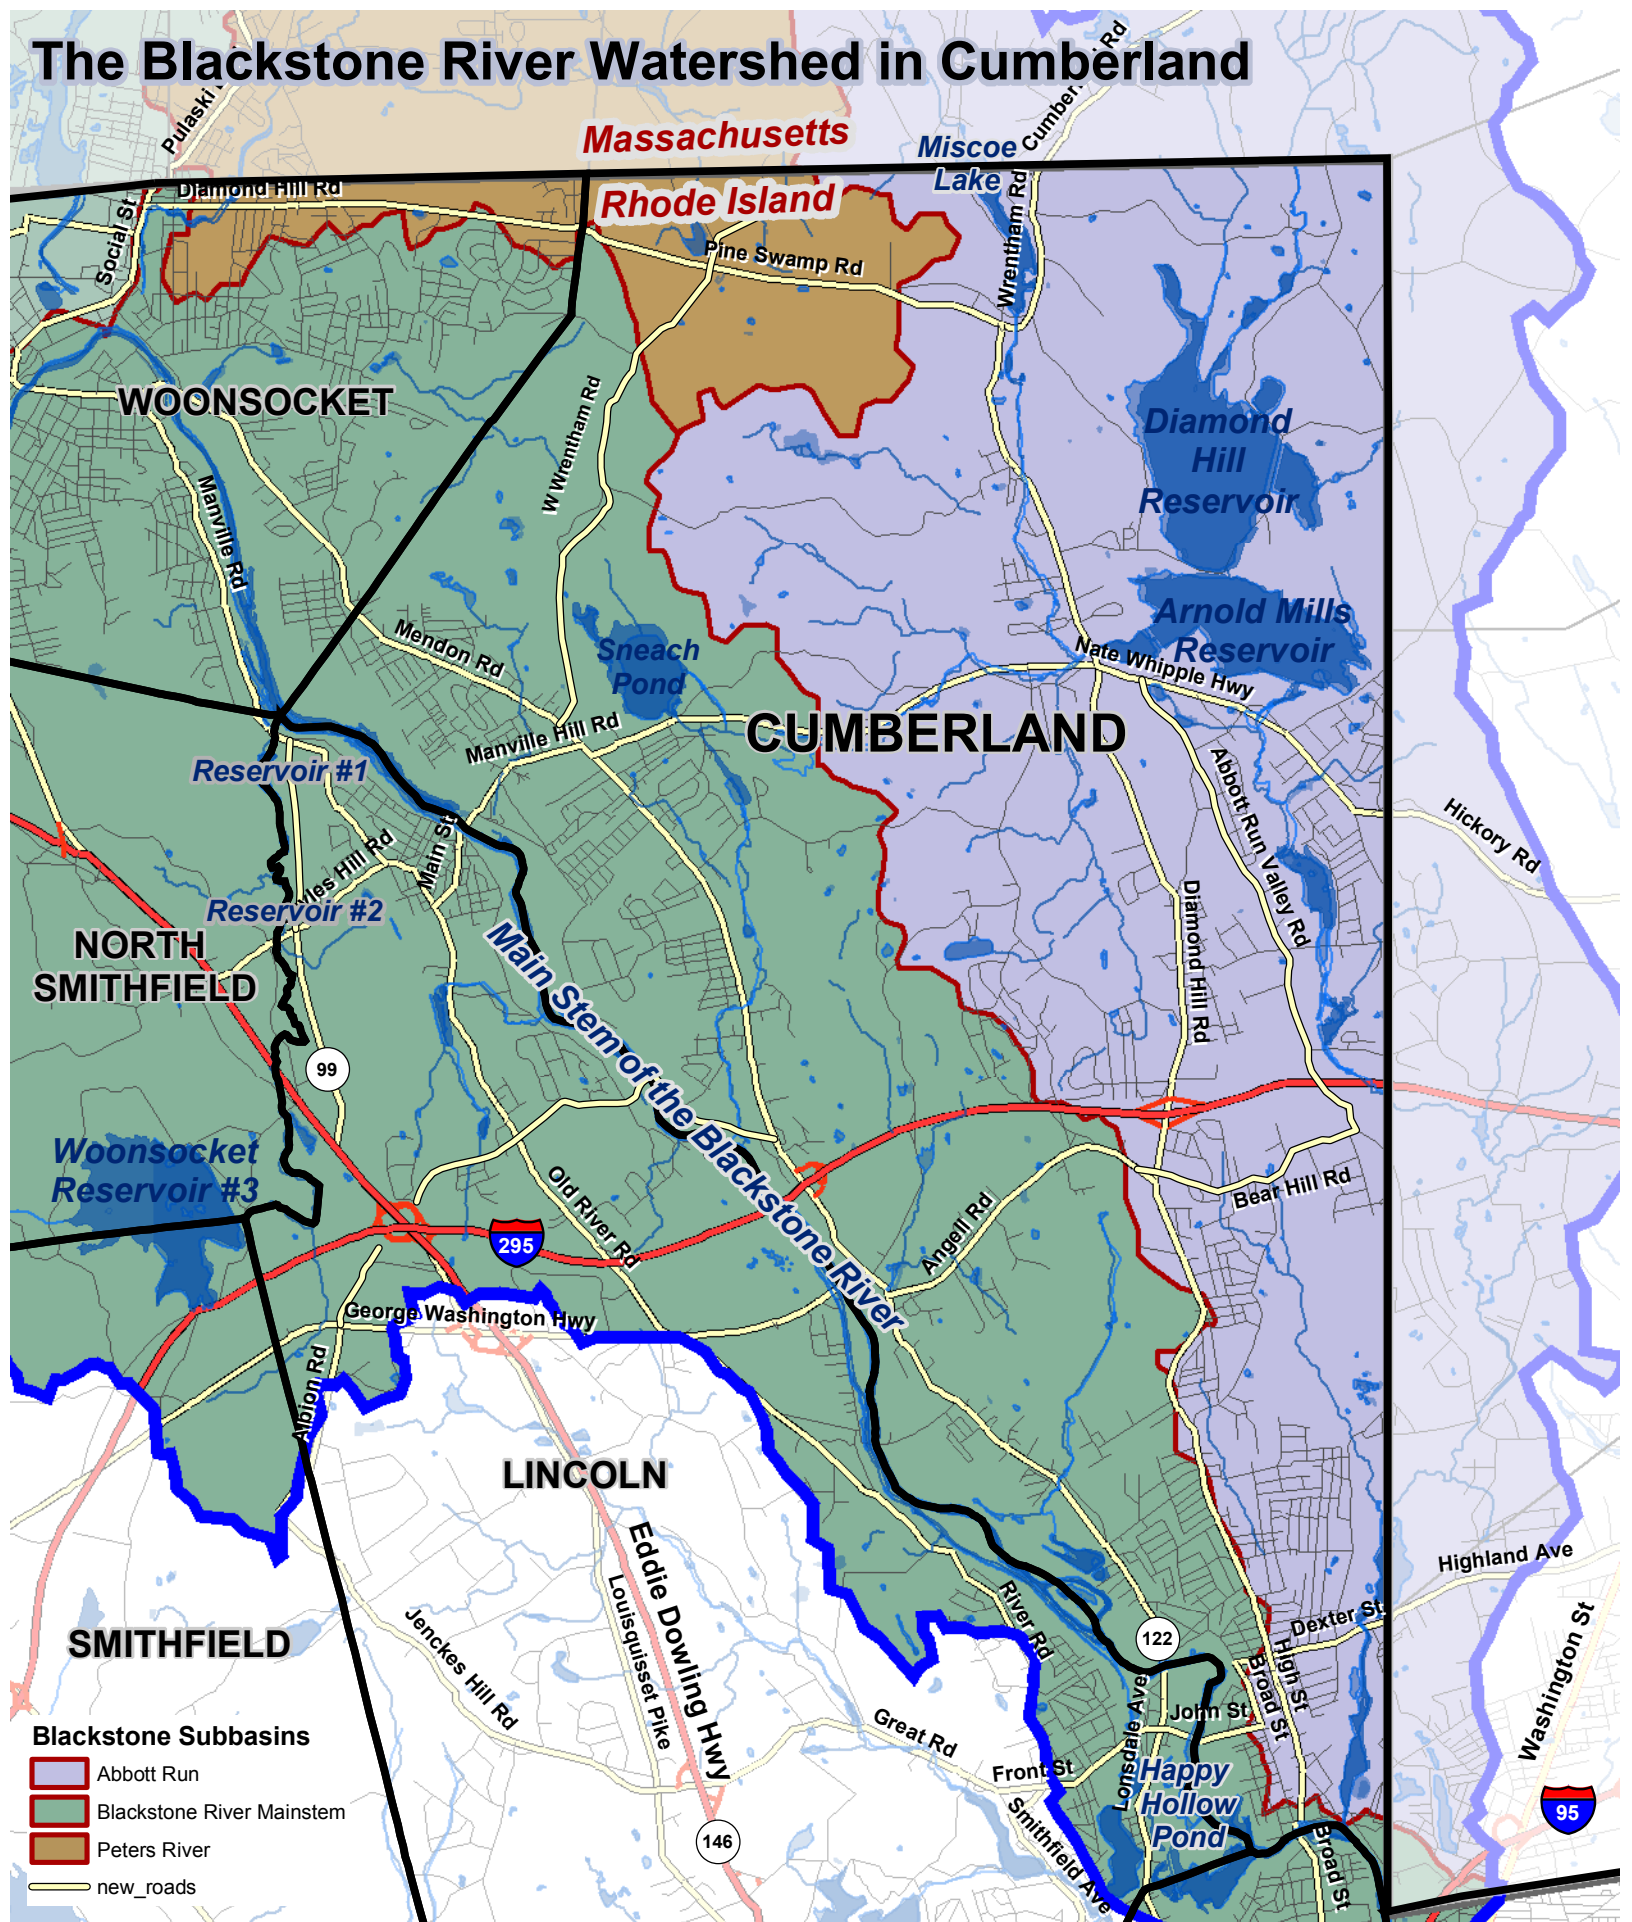 The Blackstone River Watershed in Cumberland
Pulaski
Cumber
Rd
Massachusetts
Miscoe
Lake
Diamond Hill Rd
Rhode Island
Social St
Pine Swamp Rd
Wrentham Rd
WOONSOCKET
W Wrentham Rd
Diamond
Hill
Reservoir
Manville Rd
Arnold Mills
Reservoir
Mendon Rd
Sneach
Pond
Nate Whipple Hwy
Manville Hill Rd
CUMBERLAND
Reservoir #1
Abbott Run Valley Rd
Hickory Rd
Main St
les Hill Rd
Reservoir #2
NORTH
SMITHFIELD
Main Stem of the Blackstone River
Diamond Hill Rd
99
Woonsocket
Reservoir #3
Old River Rd
Bear Hill Rd
Angell Rd
295
George Washington Hwy
Albion Rd
LINCOLN
Eddie Dowling Hwy
Louisquisset Pike
Highland Ave
Jenckes Hill Rd
River Rd
Dexter St
122
SMITHFIELD
High St
Broad St
Washington St
Lonsdale Ave
John St
Great Rd
Front St
Happy
Hollow
Pond
Smithfield Ave
Broad St
95
146
Blackstone Subbasins
Abbott Run
Blackstone River Mainstem
Peters River
new_roads